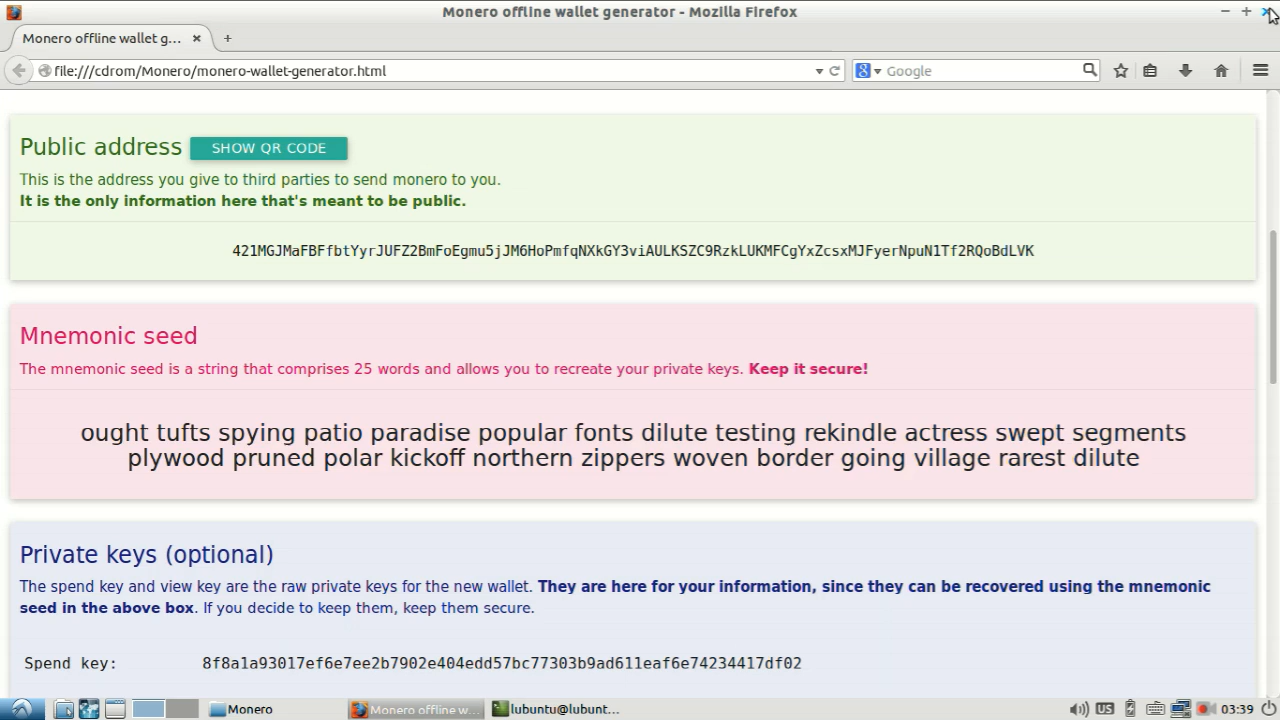 Monero offline wallet generator - Mozilla Firefox
Monero offline wallet g...
file:///cdrom/Monero/monero-wallet-generator.html
Google
Public address SHOW QR CODE
This is the address you give to third parties to send monero to you.
It is the only information here that's meant to be public.
421MGJMaFBFfbtYyrJUFZ2BmFoEgmu5jJM6HoPmfqNXkGY3viAULKSZC9RzkLUKMFCgYxZcsxMJFyerNpuN1Tf2RQoBdLVK
Mnemonic seed
The mnemonic seed is a string that comprises 25 words and allows you to recreate your private keys. Keep it secure!
ought tufts spying patio paradise popular fonts dilute testing rekindle actress swept segments
plywood pruned polar kickoff northern zippers woven border going village rarest dilute
Private keys (optional)
The spend key and view key are the raw private keys for the new wallet. They are here for your information, since they can be recovered using the mnemonic
seed in the above box. If you decide to keep them, keep them secure.
Spend key: 8f8a1a93017ef6e7ee2b7902e404edd57bc77303b9ad611eaf6e74234417df02
Monero
Monero offline w...
lubuntu@lubunt...
US
03:39